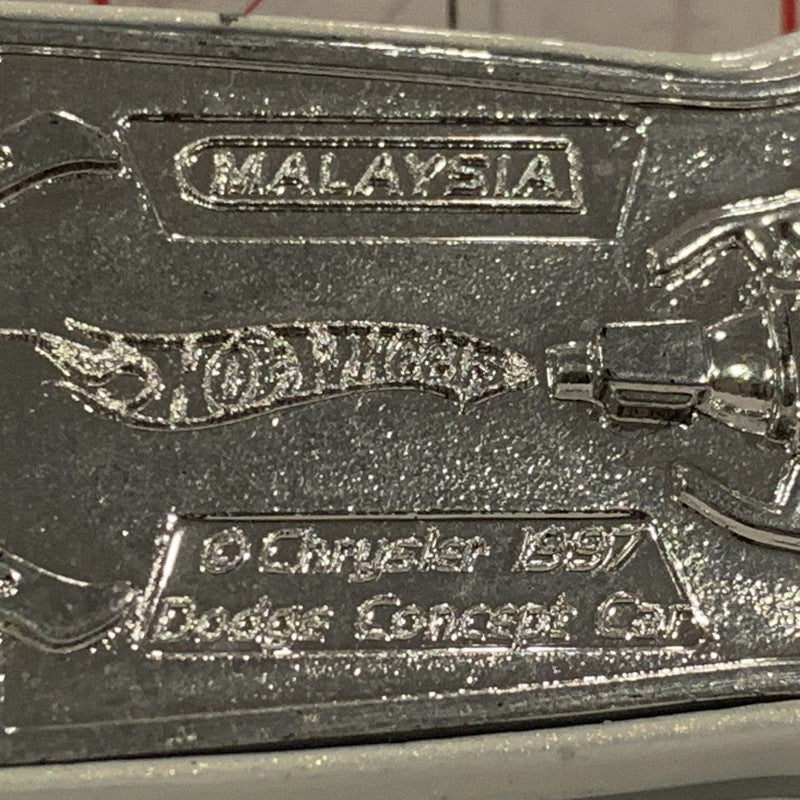 MALAYSIA
Hot Wheels
© Chrysler 1997
Dodge Concept Car